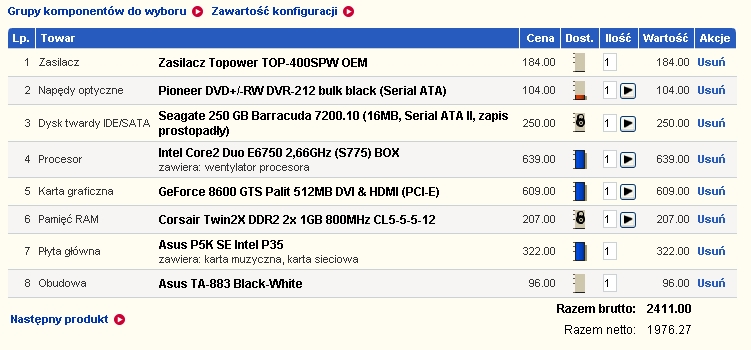 Grupy komponentów do wyboru Zawartość konfiguracji
Lp. Towar Cena Dost. Ilość Wartość Akcje
1 Zasilacz Zasilacz Topower TOP-400SPW OEM 184.00 1 184.00 Usuń
2 Napędy optyczne Pioneer DVD+/-RW DVR-212 bulk black (Serial ATA) 104.00 1 104.00 Usuń
3 Dysk twardy IDE/SATA Seagate 250 GB Barracuda 7200.10 (16MB, Serial ATA II, zapis prostopadły) 250.00 1 250.00 Usuń
4 Procesor Intel Core2 Duo E6750 2,66GHz (S775) BOX 639.00 1 639.00 Usuń
zawiera: wentylator procesora
5 Karta graficzna GeForce 8600 GTS Palit 512MB DVI & HDMI (PCI-E) 609.00 1 609.00 Usuń
6 Pamięć RAM Corsair Twin2X DDR2 2x 1GB 800MHz CL5-5-5-12 207.00 1 207.00 Usuń
7 Płyta główna Asus P5K SE Intel P35 322.00 1 322.00 Usuń
zawiera: karta muzyczna, karta sieciowa
8 Obudowa Asus TA-883 Black-White 96.00 1 96.00 Usuń
Razem brutto: 2411.00
Następny produkt
Razem netto: 1976.27